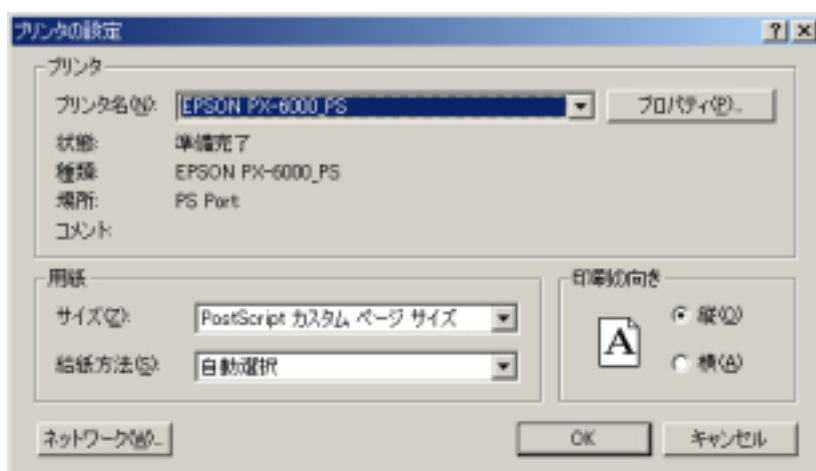 プリンタの設定
プリンタ
プリンタ名(N): EPSON PX-6000_PS プロパティ(P)...
状態: 準備完了
種類: EPSON PX-6000_PS
場所: PS Port
コメント:
用紙
サイズ(Z): PostScript カスタム ページ サイズ
給紙方法(S): 自動選択
印刷の向き
A
縦(O)
横(A)
ネットワーク(W)... OK キャンセル